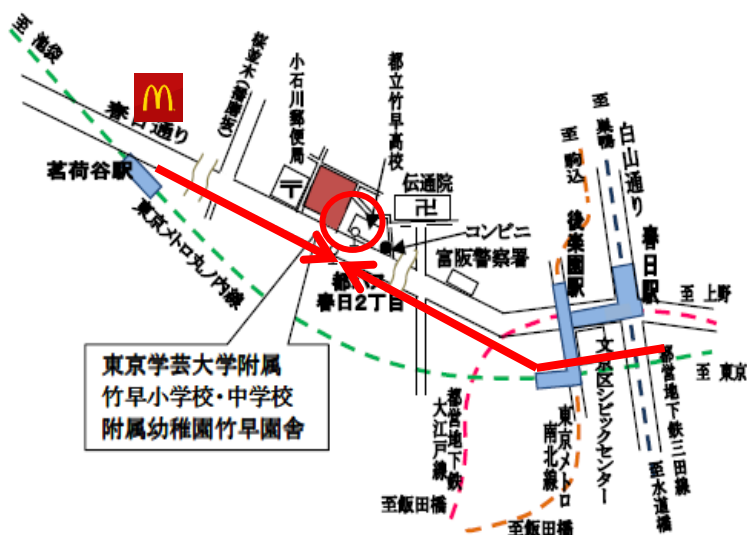 至 池袋
桜並木(播磨坂)
小石川郵便局
都立竹早高校
春日通り
茗荷谷駅
東京メトロ丸ノ内線
伝通院
コンビニ
富阪警察署
至 駒込
至 巣鴨
白山通り
後楽園駅
春日駅
至 上野
至 東京
春日2丁目
東京学芸大学附属
竹早小学校・中学校
附属幼稚園竹早園舎
都営地下鉄
大江戸線
至飯田橋
東京メトロ
南北線
至飯田橋
文京区シビックセンター
都営地下鉄三田線
至水道橋